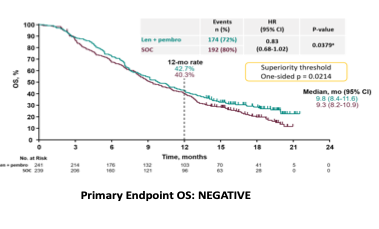 Events
n (%)
HR
(95% CI)
P-value
Len + pembro 174 (72%) 0.83
(0.68-1.02) 0.0379ᵃ
SOC 192 (80%)
12-mo rate
42.7%
40.3%
Superiority threshold
One-sided p = 0.0214
Median, mo (95% CI)
9.8 (8.4-11.6)
9.3 (8.2-10.9)
OS, %
100
90
80
70
60
50
40
30
20
10
0
0 3 6 9 12 15 18 21 24
Time, months
No. at Risk
+ pembro 241 214 176 132 103 70 41 5 0
SOC 239 206 160 121 96 63 28 0 0
Primary Endpoint OS: NEGATIVE